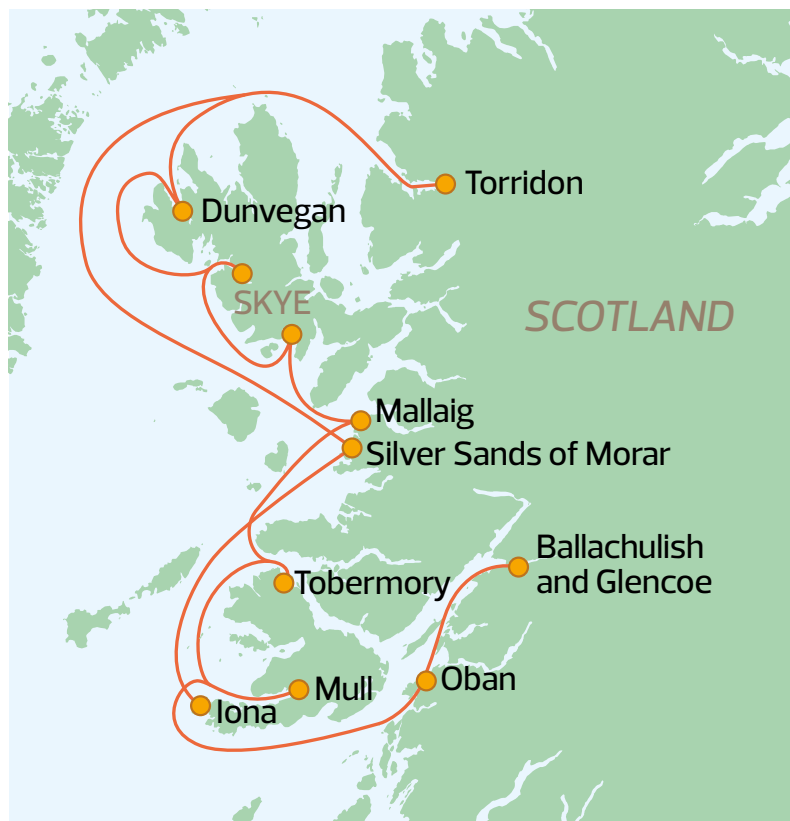 Torridon
Dunvegan
SKYE
SCOTLAND
Mallaig
Silver Sands of Morar
Ballachulish
and Glencoe
Tobermory
Oban
Mull
Iona